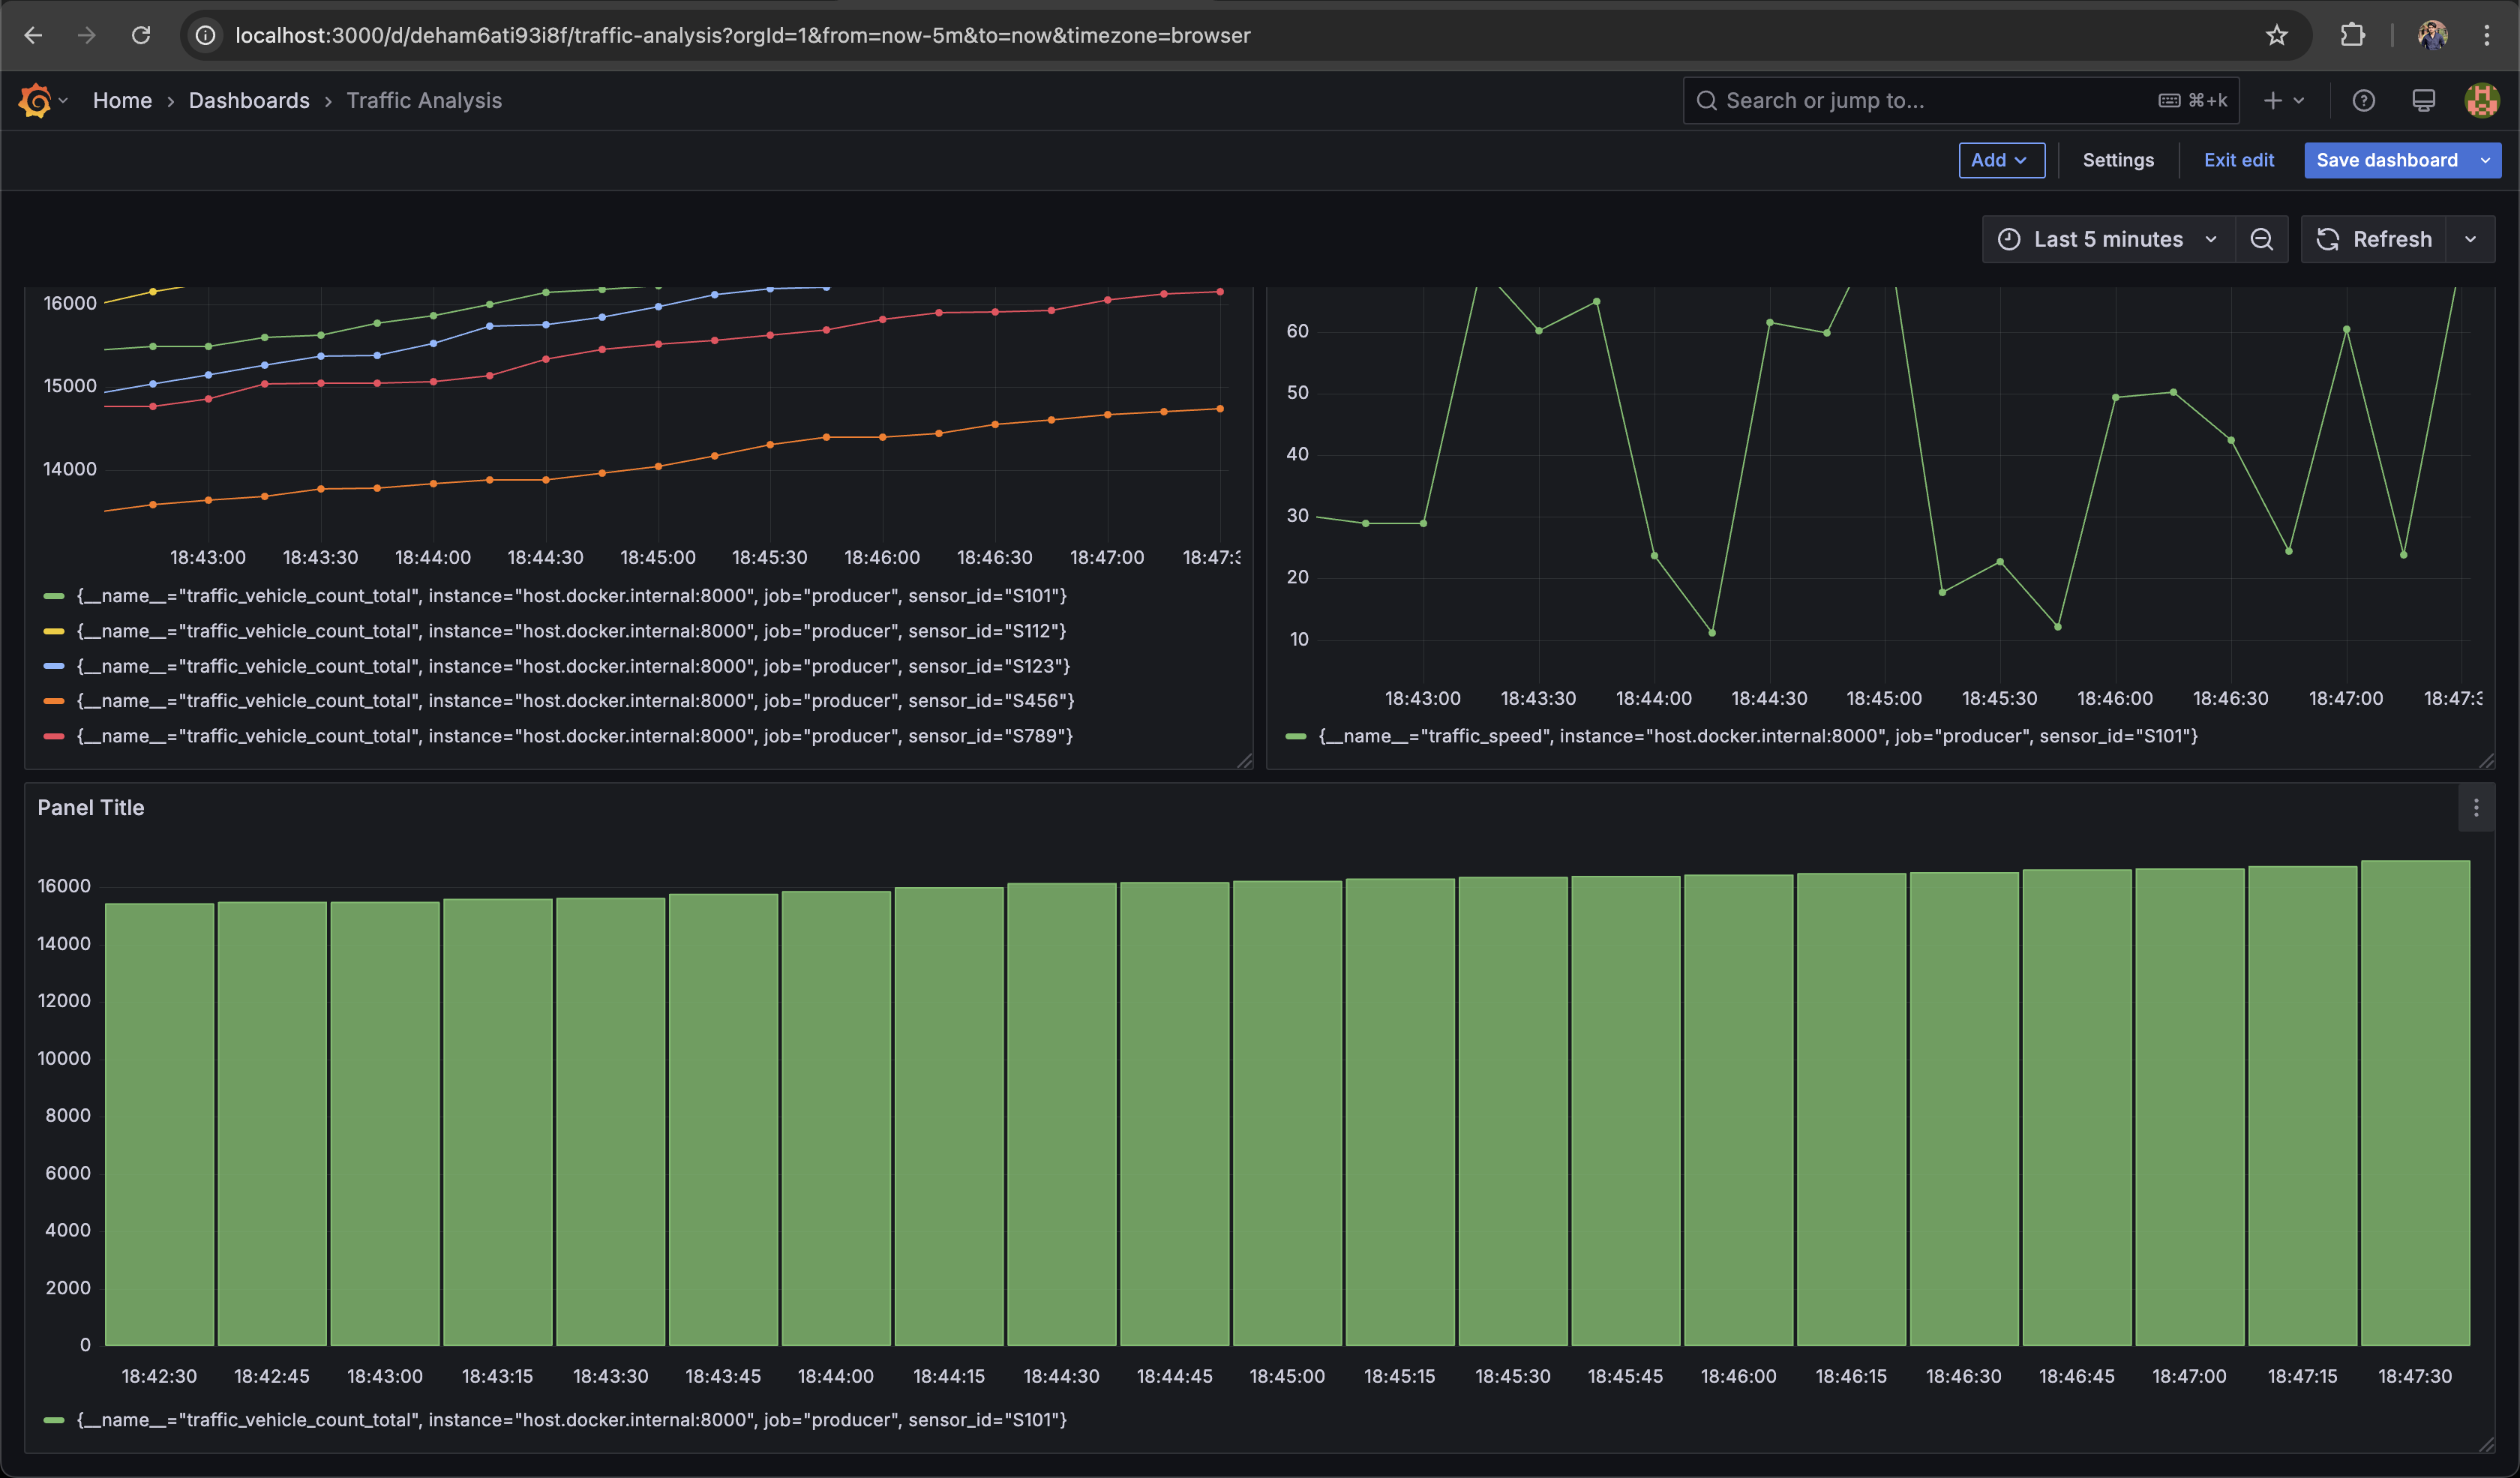 localhost:3000/d/deham6ati93i8f/traffic-analysis?orgId=1&from=now-5m&to=now&timezone=browser
Home › Dashboards › Traffic Analysis
Search or jump to... ⌘+k
Add Settings Exit edit Save dashboard
Last 5 minutes Refresh
16000
15000
14000
18:43:00 18:43:30 18:44:00 18:44:30 18:45:00 18:45:30 18:46:00 18:46:30 18:47:00 18:47:3
{__name__="traffic_vehicle_count_total", instance="host.docker.internal:8000", job="producer", sensor_id="S101"}
{__name__="traffic_vehicle_count_total", instance="host.docker.internal:8000", job="producer", sensor_id="S112"}
{__name__="traffic_vehicle_count_total", instance="host.docker.internal:8000", job="producer", sensor_id="S123"}
{__name__="traffic_vehicle_count_total", instance="host.docker.internal:8000", job="producer", sensor_id="S456"}
{__name__="traffic_vehicle_count_total", instance="host.docker.internal:8000", job="producer", sensor_id="S789"}
60
50
40
30
20
10
18:43:00 18:43:30 18:44:00 18:44:30 18:45:00 18:45:30 18:46:00 18:46:30 18:47:00 18:47:3
{__name__="traffic_speed", instance="host.docker.internal:8000", job="producer", sensor_id="S101"}
Panel Title
16000
14000
12000
10000
8000
6000
4000
2000
0
18:42:30 18:42:45 18:43:00 18:43:15 18:43:30 18:43:45 18:44:00 18:44:15 18:44:30 18:44:45 18:45:00 18:45:15 18:45:30 18:45:45 18:46:00 18:46:15 18:46:30 18:46:45 18:47:00 18:47:15 18:47:30
{__name__="traffic_vehicle_count_total", instance="host.docker.internal:8000", job="producer", sensor_id="S101"}